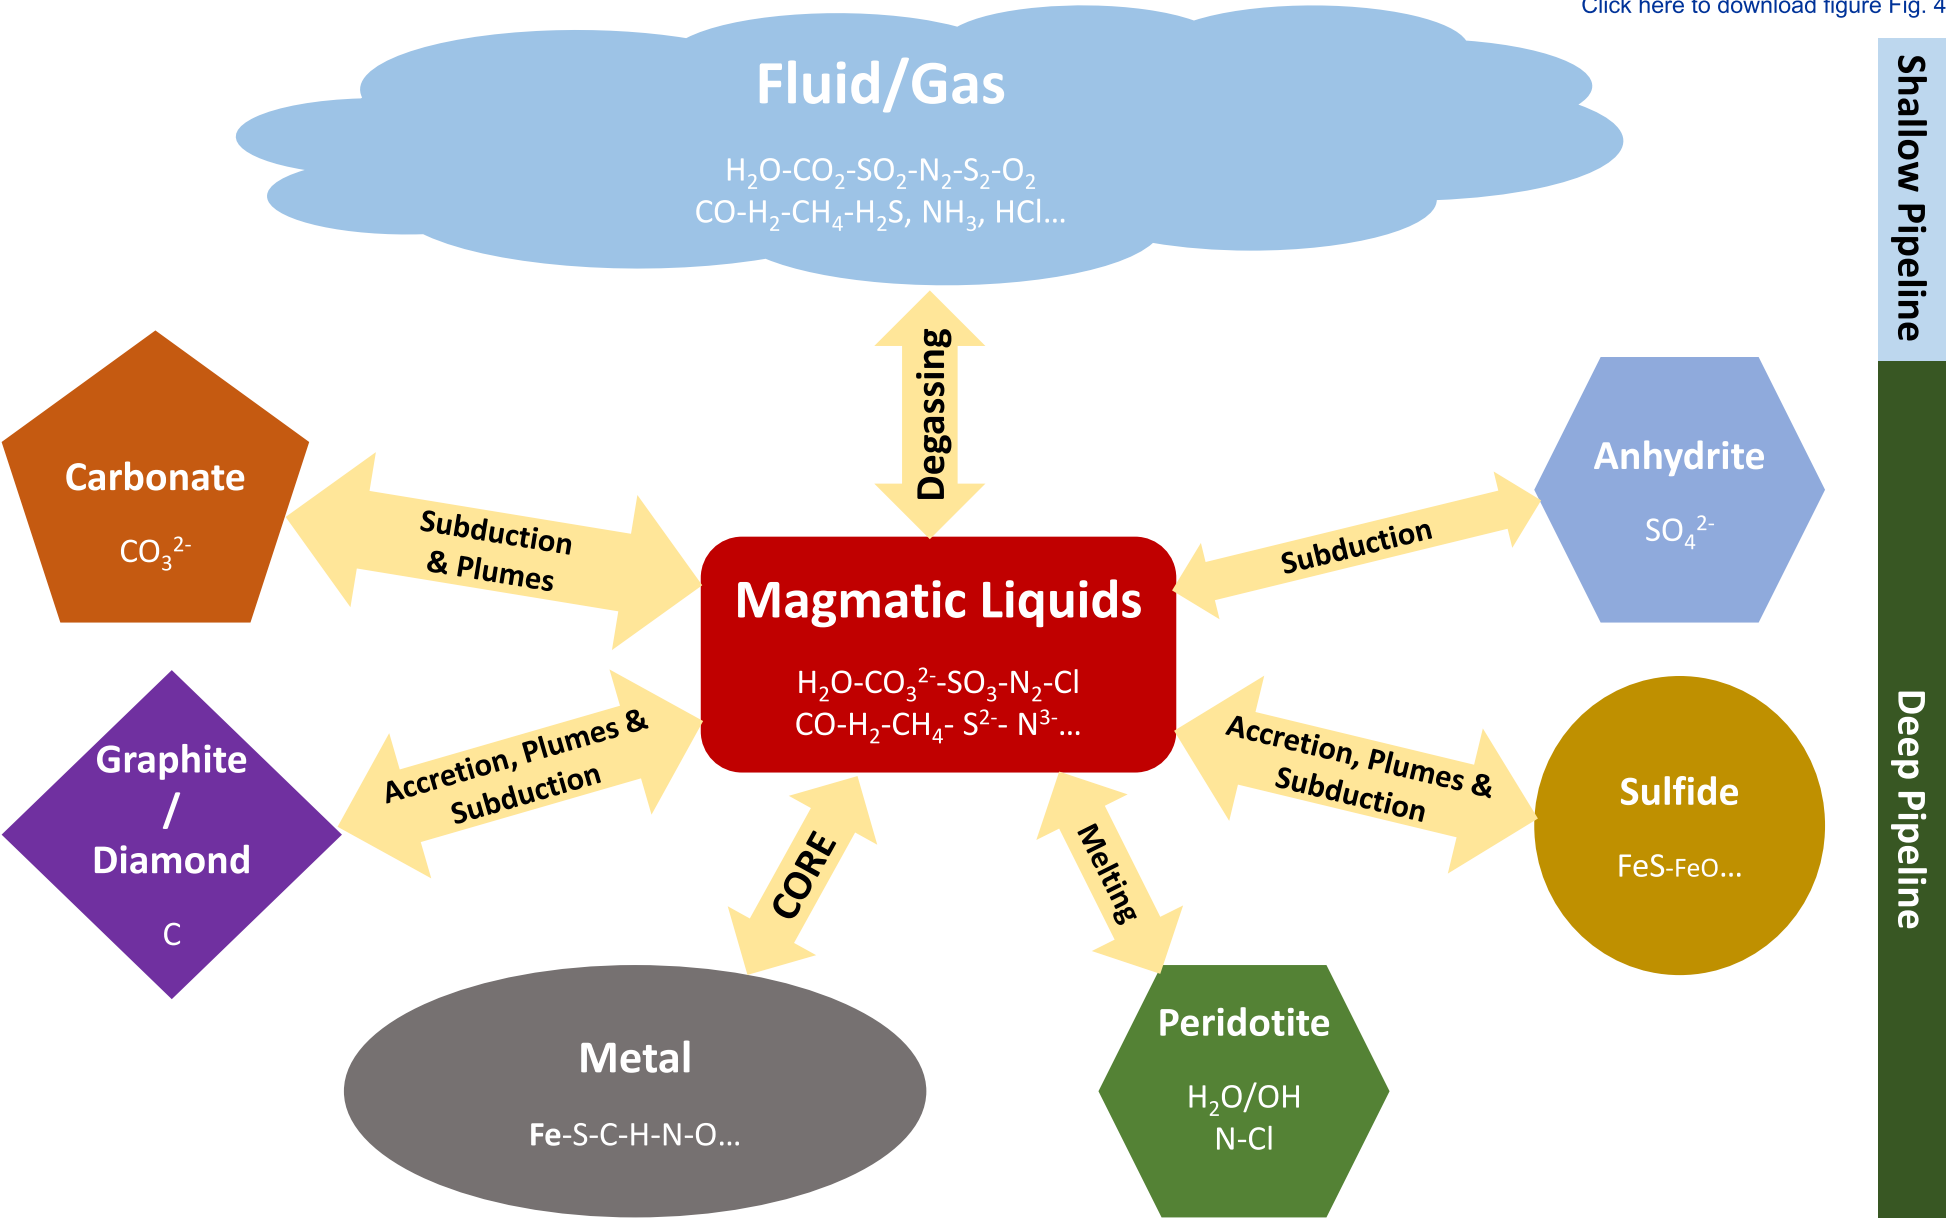 Click here to download figure Fig. 4
Fluid/Gas
H₂O-CO₂-SO₂-N₂-S₂-O₂
CO-H₂-CH₄-H₂S, NH₃, HCl...
Shallow Pipeline
Degassing
Carbonate
CO₃²⁻
Subduction
& Plumes
Subduction
Anhydrite
SO₄²⁻
Magmatic Liquids
H₂O-CO₃²⁻-SO₃-N₂-Cl
CO-H₂-CH₄- S²⁻- N³⁻...
Graphite
/
Diamond
C
Accretion, Plumes &
Subduction
Accretion, Plumes &
Subduction
Sulfide
FeS-FeO...
Deep Pipeline
CORE
Melting
Metal
Fe-S-C-H-N-O...
Peridotite
H₂O/OH
N-Cl